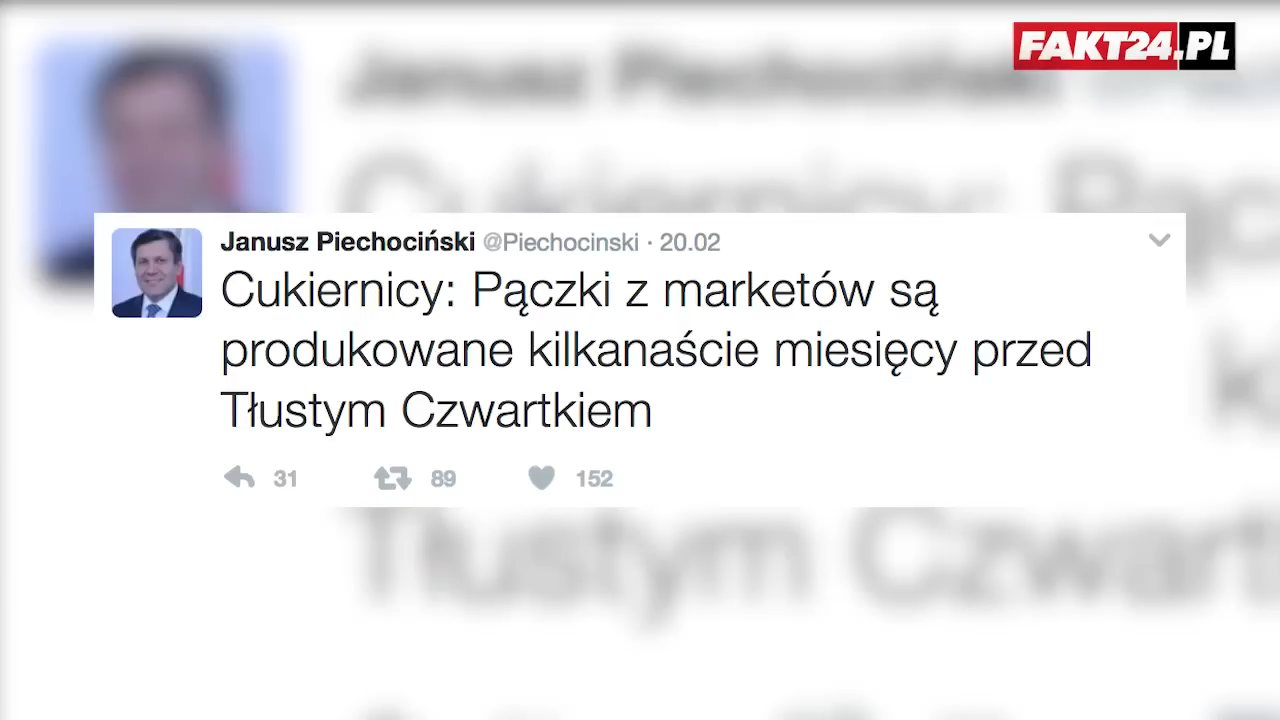 FAKT24.PL
Janusz Piechociński @Piechocinski · 20.02
Cukiernicy: Pączki z marketów są
produkowane kilkanaście miesięcy przed
Tłustym Czwartkiem
31 89 152